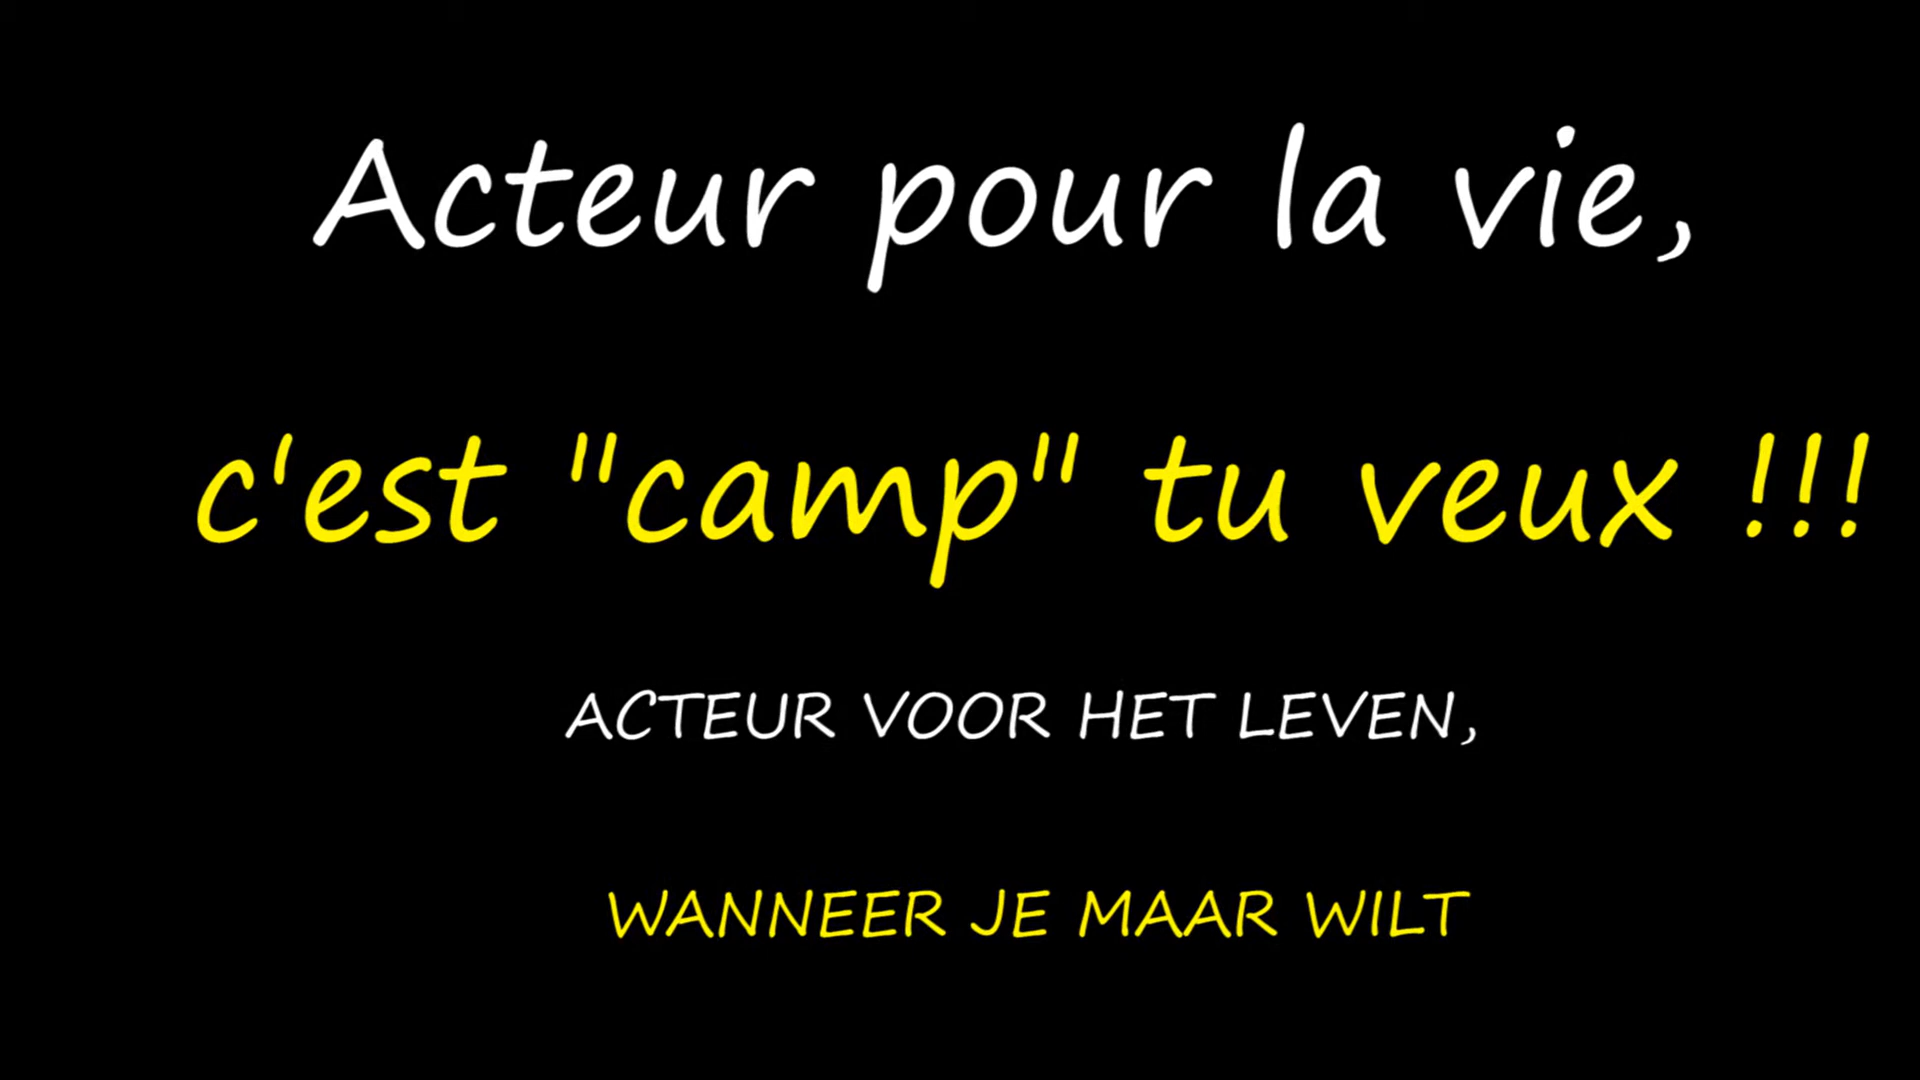 Acteur pour la vie,
c'est "camp" tu veux !!!
ACTEUR VOOR HET LEVEN,
WANNEER JE MAAR WILT